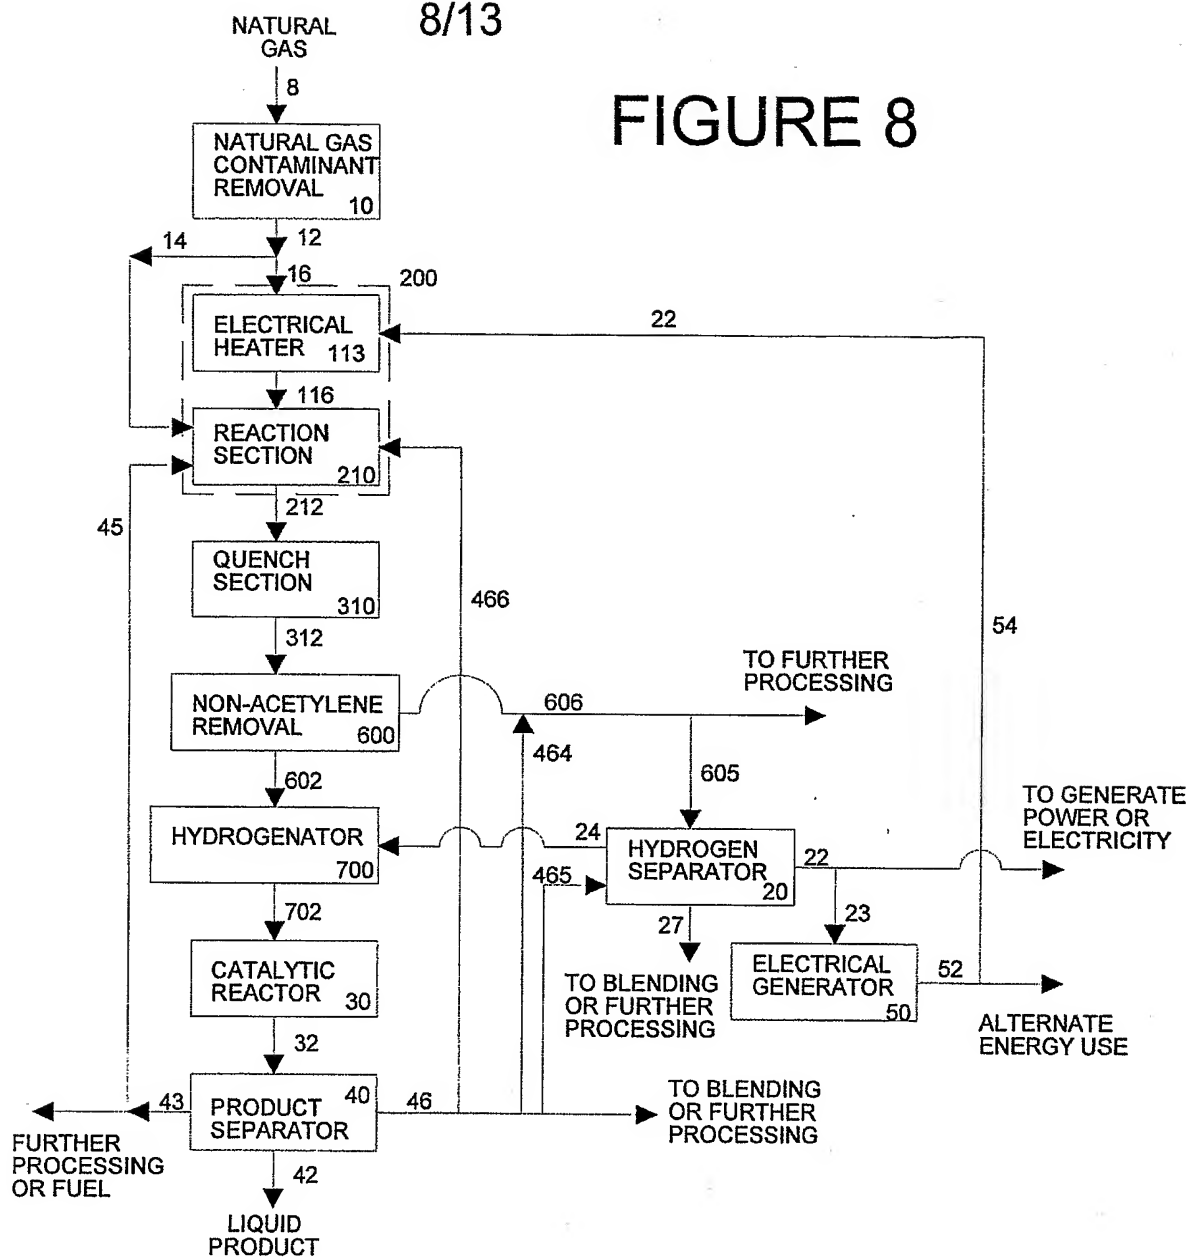 8/13
FIGURE 8
NATURAL
GAS
8
NATURAL GAS
CONTAMINANT
REMOVAL
10
14
12
16
200
ELECTRICAL
HEATER
113
22
116
REACTION
SECTION
210
212
45
QUENCH
SECTION
310
466
312
54
TO FURTHER
PROCESSING
NON-ACETYLENE
REMOVAL
600
606
464
605
602
TO GENERATE
POWER OR
ELECTRICITY
HYDROGENATOR
700
24
HYDROGEN
SEPARATOR
20
22
465
702
27
23
CATALYTIC
REACTOR
30
TO BLENDING
OR FURTHER
PROCESSING
ELECTRICAL
GENERATOR
50
52
ALTERNATE
ENERGY USE
32
43
40
PRODUCT
SEPARATOR
46
TO BLENDING
OR FURTHER
PROCESSING
FURTHER
PROCESSING
OR FUEL
42
LIQUID
PRODUCT